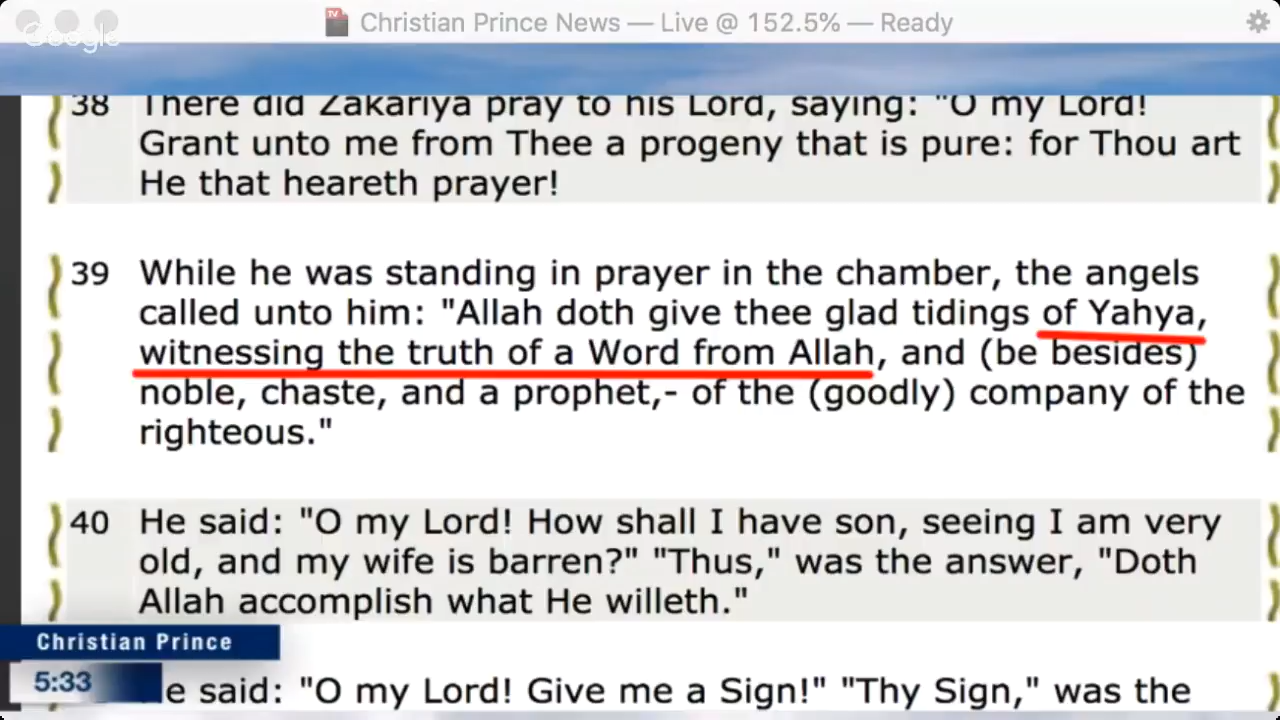 Christian Prince News — Live @ 152.5% — Ready
Google
38 There did Zakariya pray to his Lord, saying: "O my Lord!
Grant unto me from Thee a progeny that is pure: for Thou art
He that heareth prayer!
39 While he was standing in prayer in the chamber, the angels
called unto him: "Allah doth give thee glad tidings of Yahya,
witnessing the truth of a Word from Allah, and (be besides)
noble, chaste, and a prophet,- of the (goodly) company of the
righteous."
40 He said: "O my Lord! How shall I have son, seeing I am very
old, and my wife is barren?" "Thus," was the answer, "Doth
Allah accomplish what He willeth."
Christian Prince
5:33
e said: "O my Lord! Give me a Sign!" "Thy Sign," was the